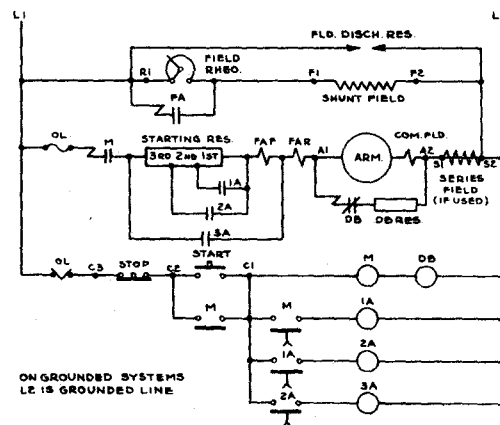 L1
L
FLD. DISCH. RES.
FIELD
RHEO.
R1
F1
F2
SHUNT FIELD
FA
OL
M
STARTING RES.
3RD 2ND 1ST
FAF
FAR
A1
ARM.
COM. FLD.
A2
S1
S2
SERIES
FIELD
(IF USED)
1A
2A
3A
DB
DB RES.
OL
C3
STOP
C2
START
C1
M
DB
M
M
1A
1A
2A
2A
3A
ON GROUNDED SYSTEMS
L2 IS GROUNDED LINE